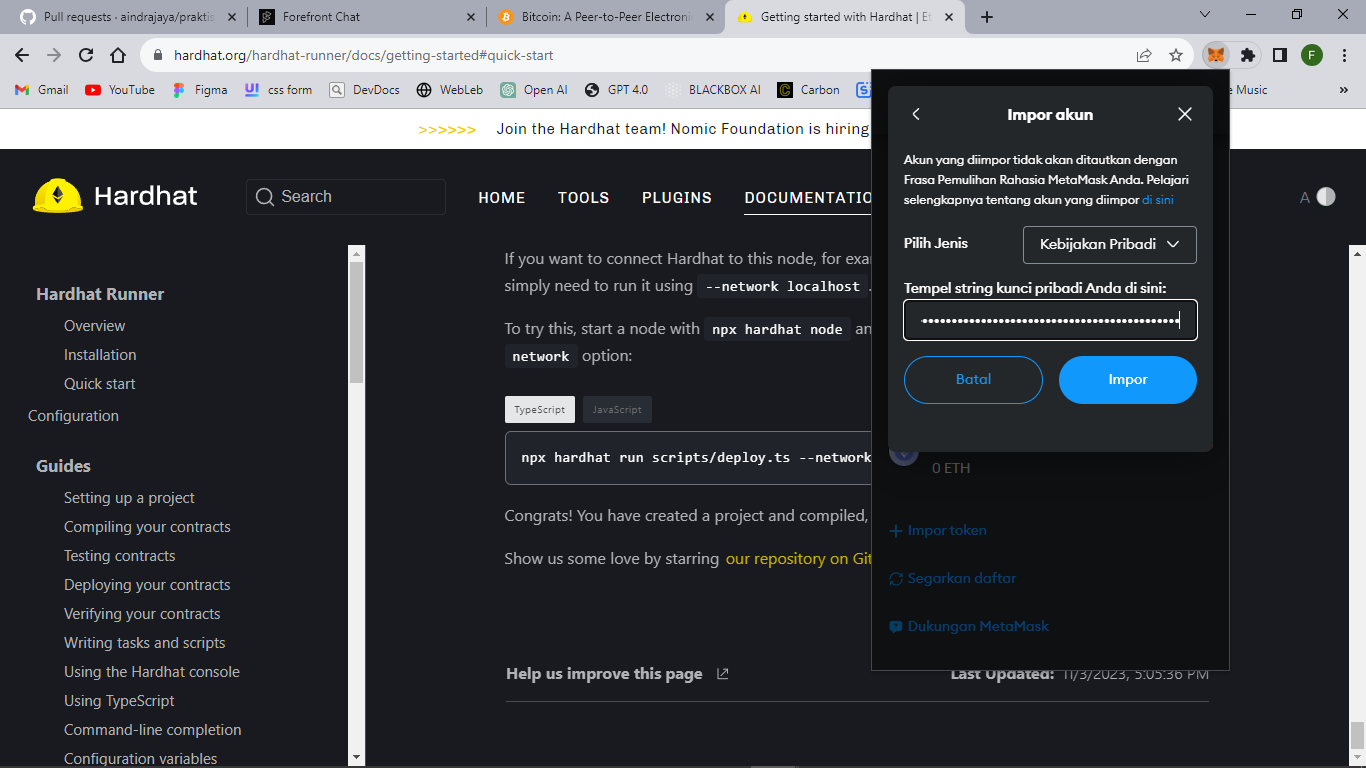 Pull requests · aindrajaya/praktis
Forefront Chat
Bitcoin: A Peer-to-Peer Electroni
Getting started with Hardhat | Et
hardhat.org/hardhat-runner/docs/getting-started#quick-start
F
Gmail
YouTube
Figma
UI
css form
DevDocs
WebLeb
Open AI
GPT 4.0
BLACKBOX AI
Carbon
e Music
»
>>>>>> Join the Hardhat team! Nomic Foundation is hiring
Hardhat
Search
HOME
TOOLS
PLUGINS
DOCUMENTATIO
A
Hardhat Runner
Overview
Installation
Quick start
Configuration
Guides
Setting up a project
Compiling your contracts
Testing contracts
Deploying your contracts
Verifying your contracts
Writing tasks and scripts
Using the Hardhat console
Using TypeScript
Command-line completion
Configuration variables
If you want to connect Hardhat to this node, for exa
simply need to run it using --network localhost .
To try this, start a node with npx hardhat node an
network option:
TypeScript
JavaScript
npx hardhat run scripts/deploy.ts --network
Congrats! You have created a project and compiled,
Show us some love by starring our repository on Git
Help us improve this page
Last Updated: 11/3/2023, 5:05:36 PM
Impor akun
Akun yang diimpor tidak akan ditautkan dengan
Frasa Pemulihan Rahasia MetaMask Anda. Pelajari
selengkapnya tentang akun yang diimpor di sini
Pilih Jenis
Kebijakan Pribadi
Tempel string kunci pribadi Anda di sini:
Batal
Impor
0 ETH
Impor token
Segarkan daftar
Dukungan MetaMask